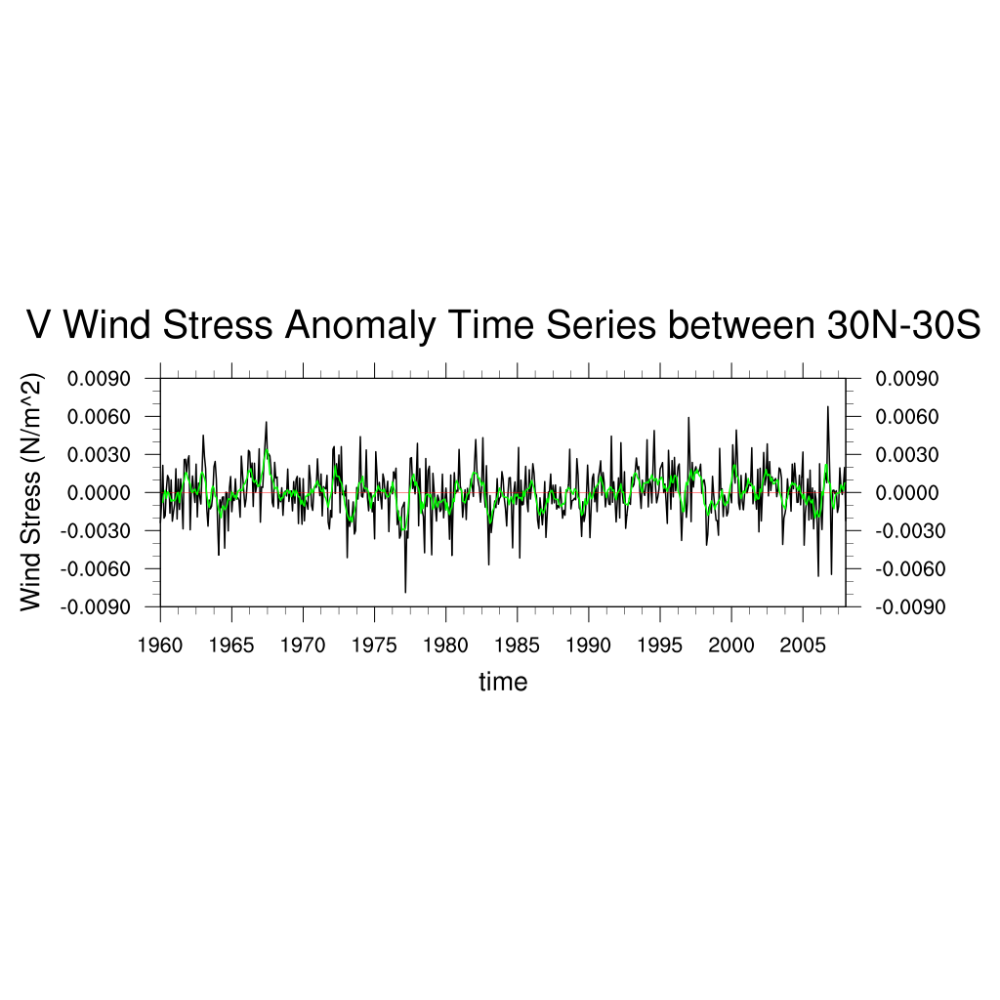 V Wind Stress Anomaly Time Series between 30N-30S
Wind Stress (N/m^2)
0.0090 0.0090
0.0060 0.0060
0.0030 0.0030
0.0000 0.0000
-0.0030 -0.0030
-0.0060 -0.0060
-0.0090 -0.0090
1960 1965 1970 1975 1980 1985 1990 1995 2000 2005
time